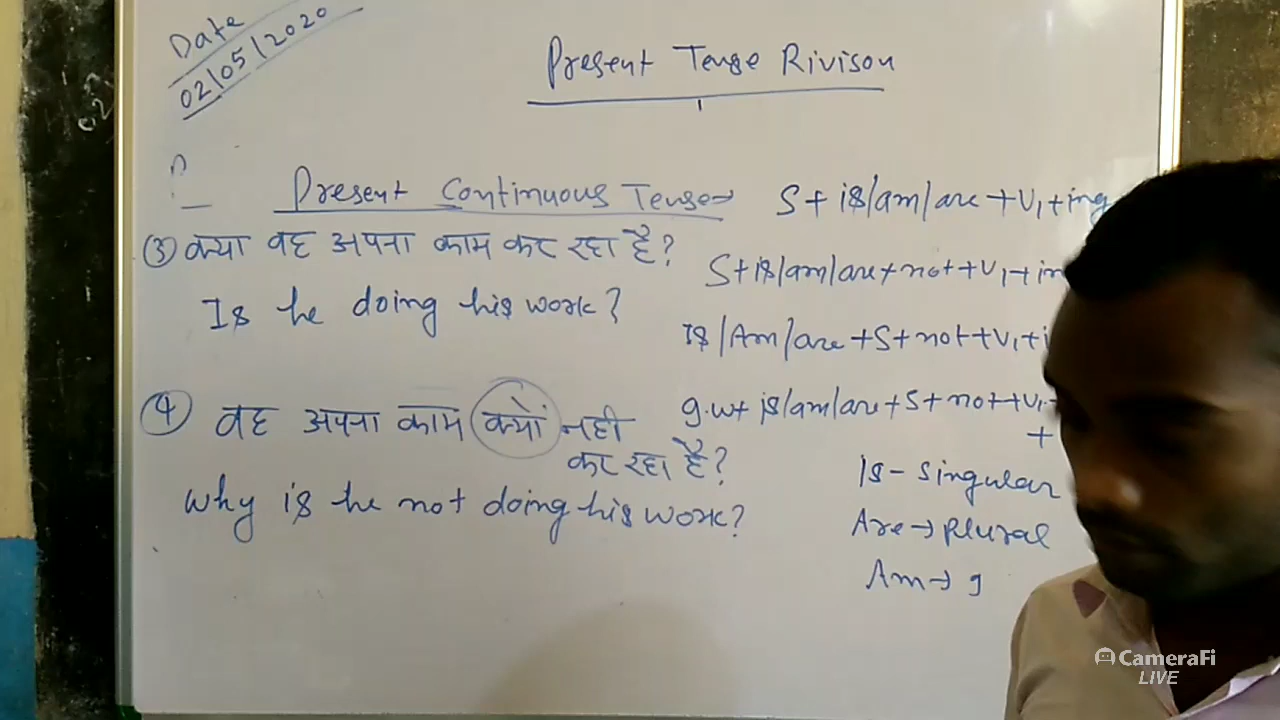 Date
02/05/2020
Present Tense Rivison
Present Continuous Tense→ S+is/am/are+V₁+ing
③ क्या वह अपना काम कर रहा है?
S+is/am/are+not+V₁+in
Is he doing his work?
Is/Am/are+S+not+V₁+i
④ वह अपना काम क्यों नही
कर रहा है?
g.w+is/am/are+S+not+V₁-
+
Is-Singular
Why is he not doing his work?
Are→Plural
Am→g
CameraFi
LIVE